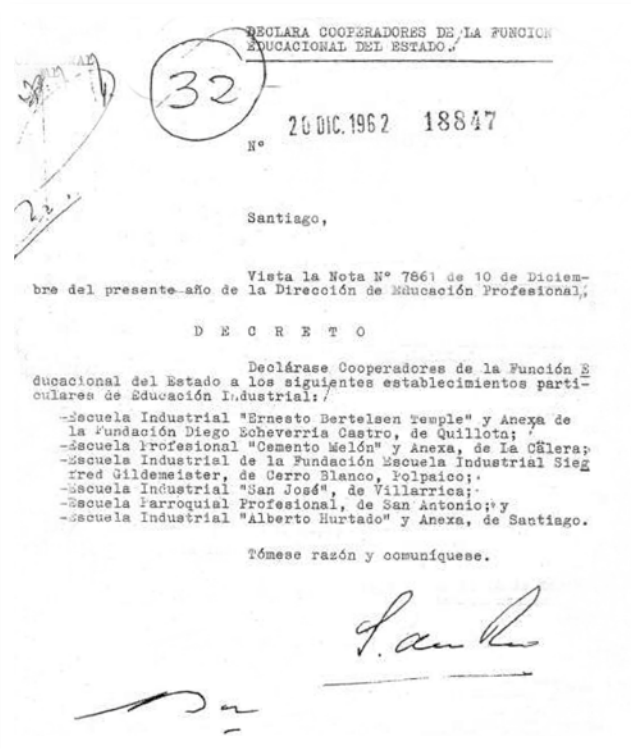 DECLARA COOPERADORES DE LA FUNCION
EDUCACIONAL DEL ESTADO./
32
20 DIC. 1962 18847
Nº
Santiago,
Vista la Nota Nº 7861 de 10 de Diciem-
bre del presente año de la Dirección de Educación Profesional,
D E C R E T O
Declárase Cooperadores de la Función E
ducacional del Estado a los siguientes establecimientos parti-
culares de Educación Industrial:/
-Escuela Industrial "Ernesto Bertelsen Temple" y Anexa de
la Fundación Diego Echeverria Castro, de Quillota;
-Escuela Profesional "Cemento Melón" y Anexa, de La Cälera;
-Escuela Industrial de la Fundación Escuela Industrial Sieg
fred Gildemeister, de Cerro Blanco, Polpaico;
-Escuela Industrial "San José", de Villarrica;
-Escuela Parroquial Profesional, de San Antonio; y
-Escuela Industrial "Alberto Hurtado" y Anexa, de Santiago.
Tómese razón y comuníquese.